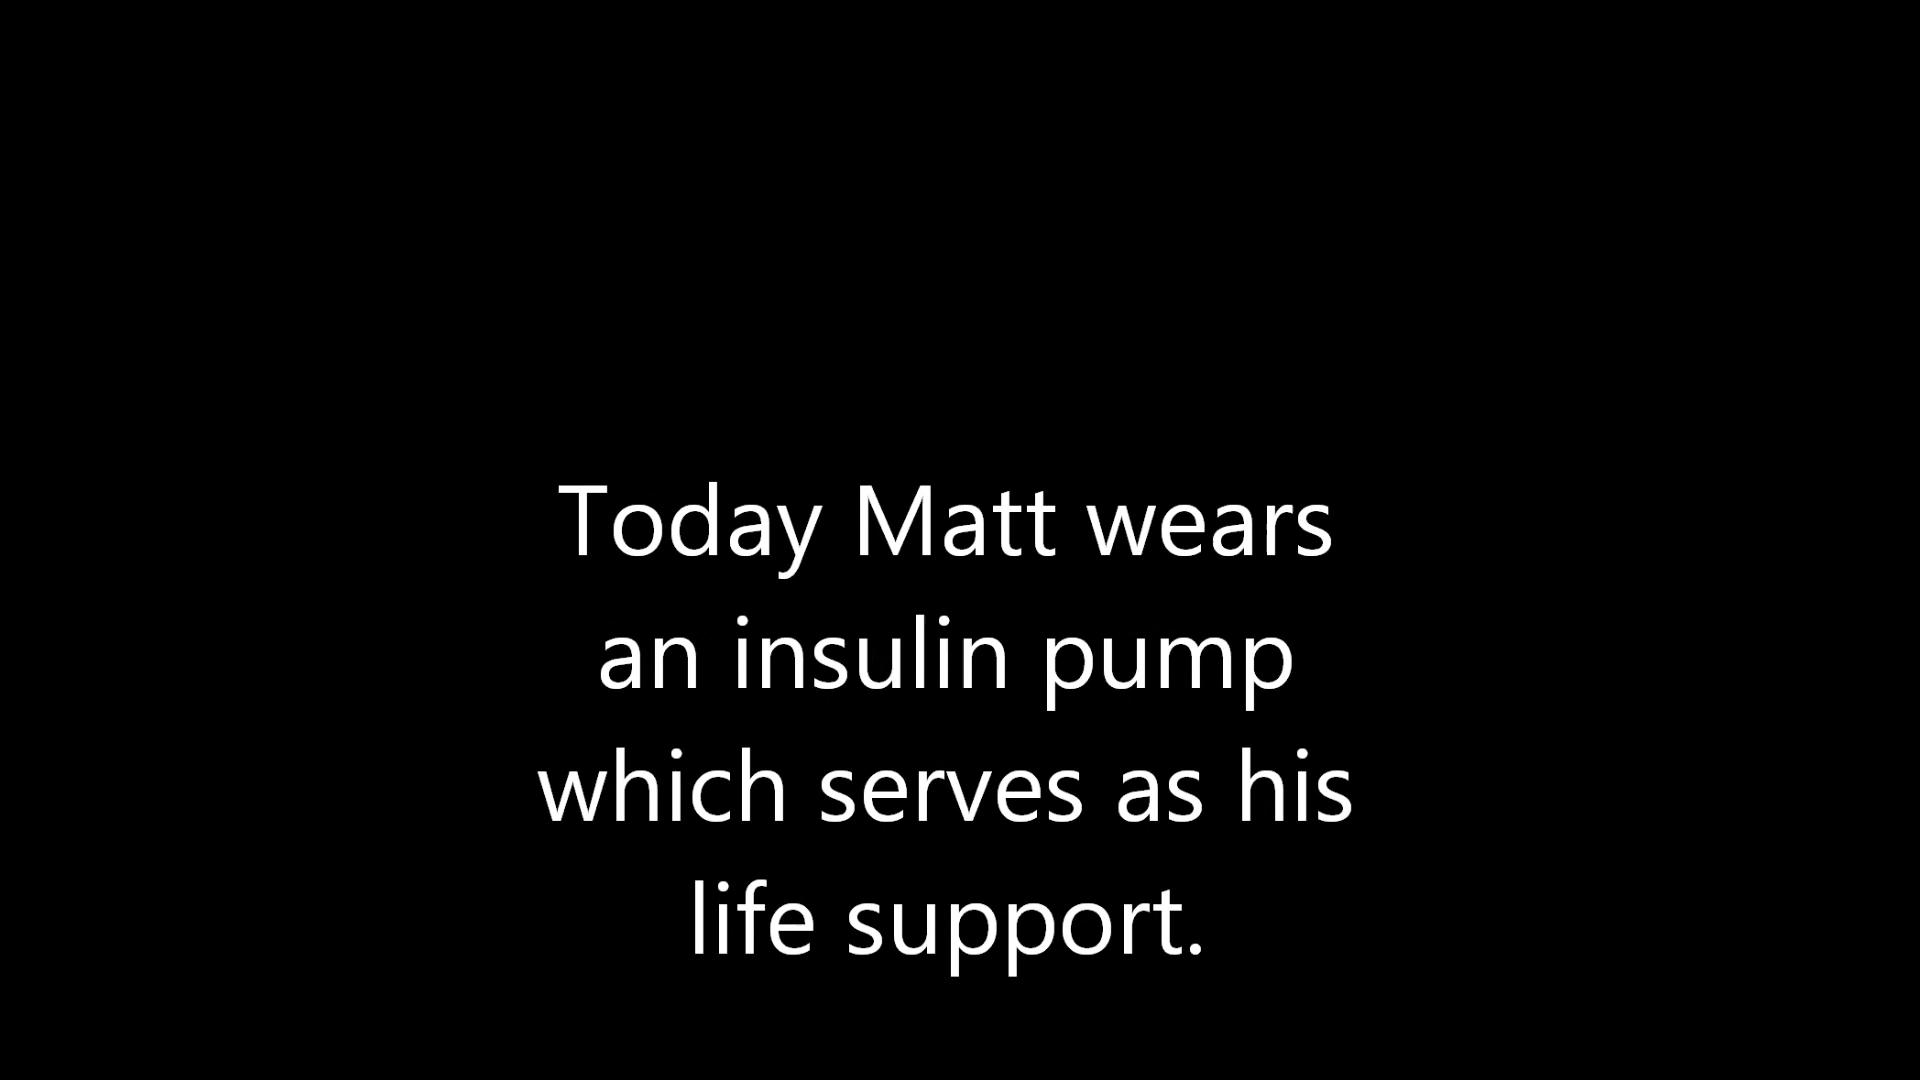 Today Matt wears
an insulin pump
which serves as his
life support.